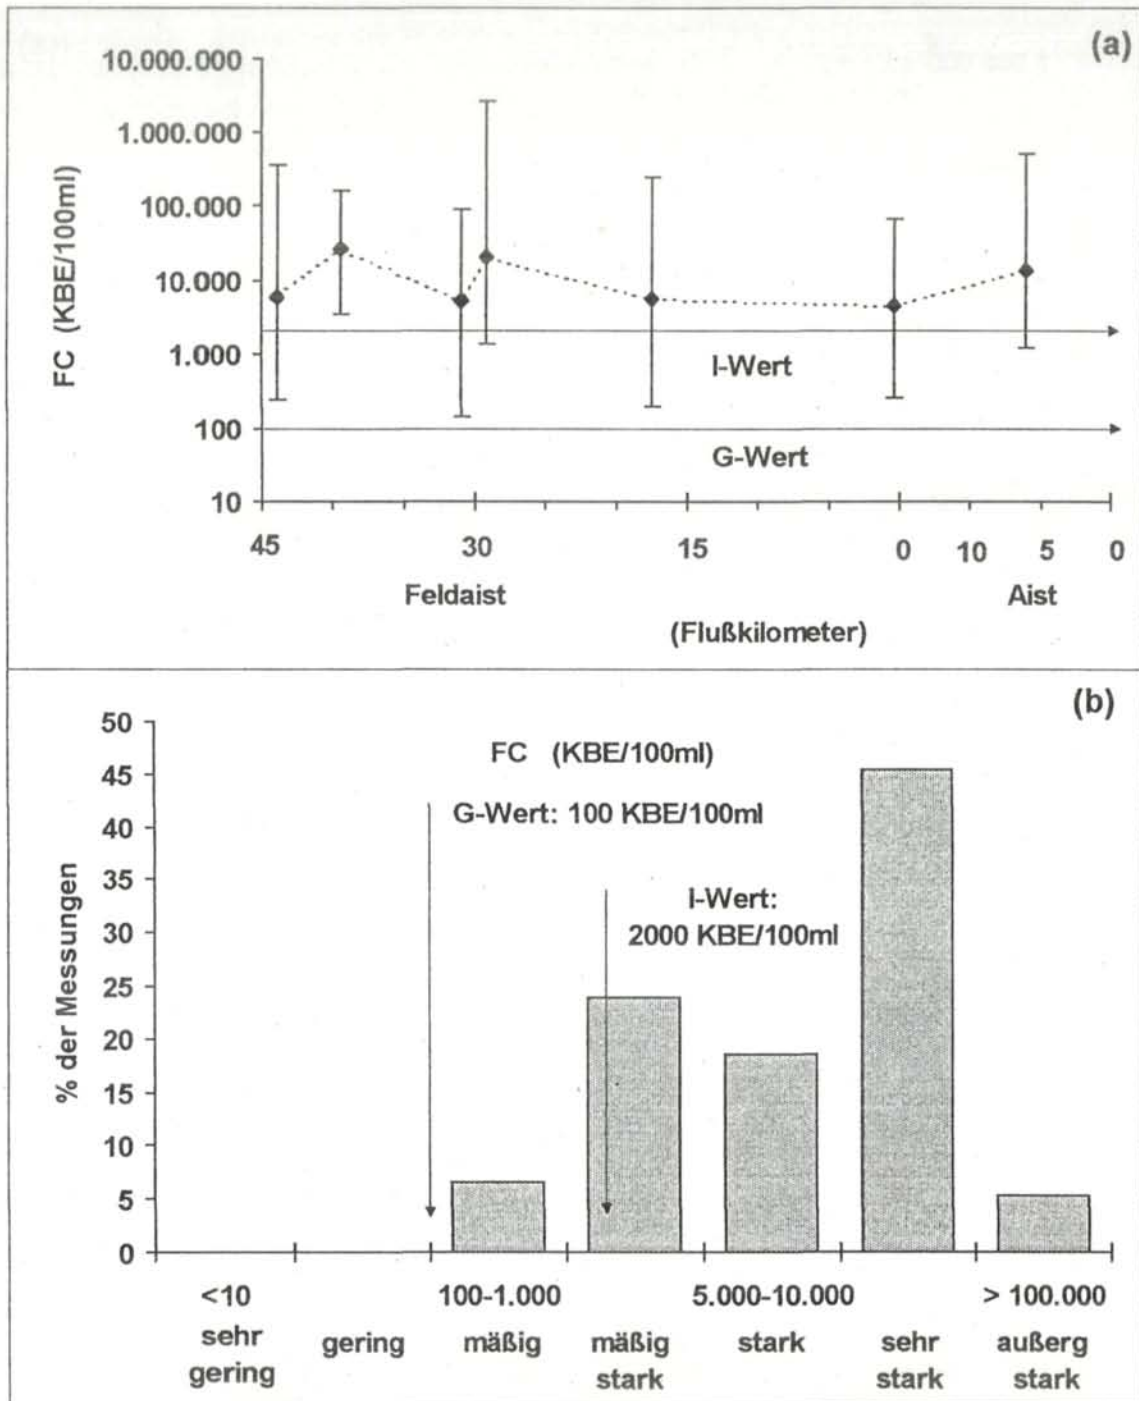 (a)
10.000.000
1.000.000
100.000
10.000
1.000
100
10
FC (KBE/100ml)
I-Wert
G-Wert
45 30 15 0 10 5 0
Feldaist Aist
(Flußkilometer)
(b)
50
45
40
35
30
25
20
15
10
5
0
% der Messungen
FC (KBE/100ml)
G-Wert: 100 KBE/100ml
I-Wert:
2000 KBE/100ml
<10 100-1.000 5.000-10.000 > 100.000
sehr gering mäßig mäßig stark sehr außerg
gering stark stark stark